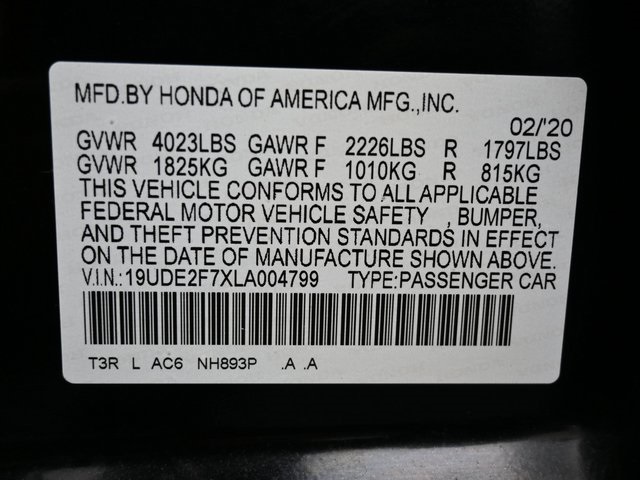 MFD.BY HONDA OF AMERICA MFG.,INC.
02/'20
GVWR 4023LBS GAWR F 2226LBS R 1797LBS
GVWR 1825KG GAWR F 1010KG R 815KG
THIS VEHICLE CONFORMS TO ALL APPLICABLE
FEDERAL MOTOR VEHICLE SAFETY , BUMPER,
AND THEFT PREVENTION STANDARDS IN EFFECT
ON THE DATE OF MANUFACTURE SHOWN ABOVE.
V.I.N.:19UDE2F7XLA004799 TYPE:PASSENGER CAR
T3R L AC6 NH893P .A .A